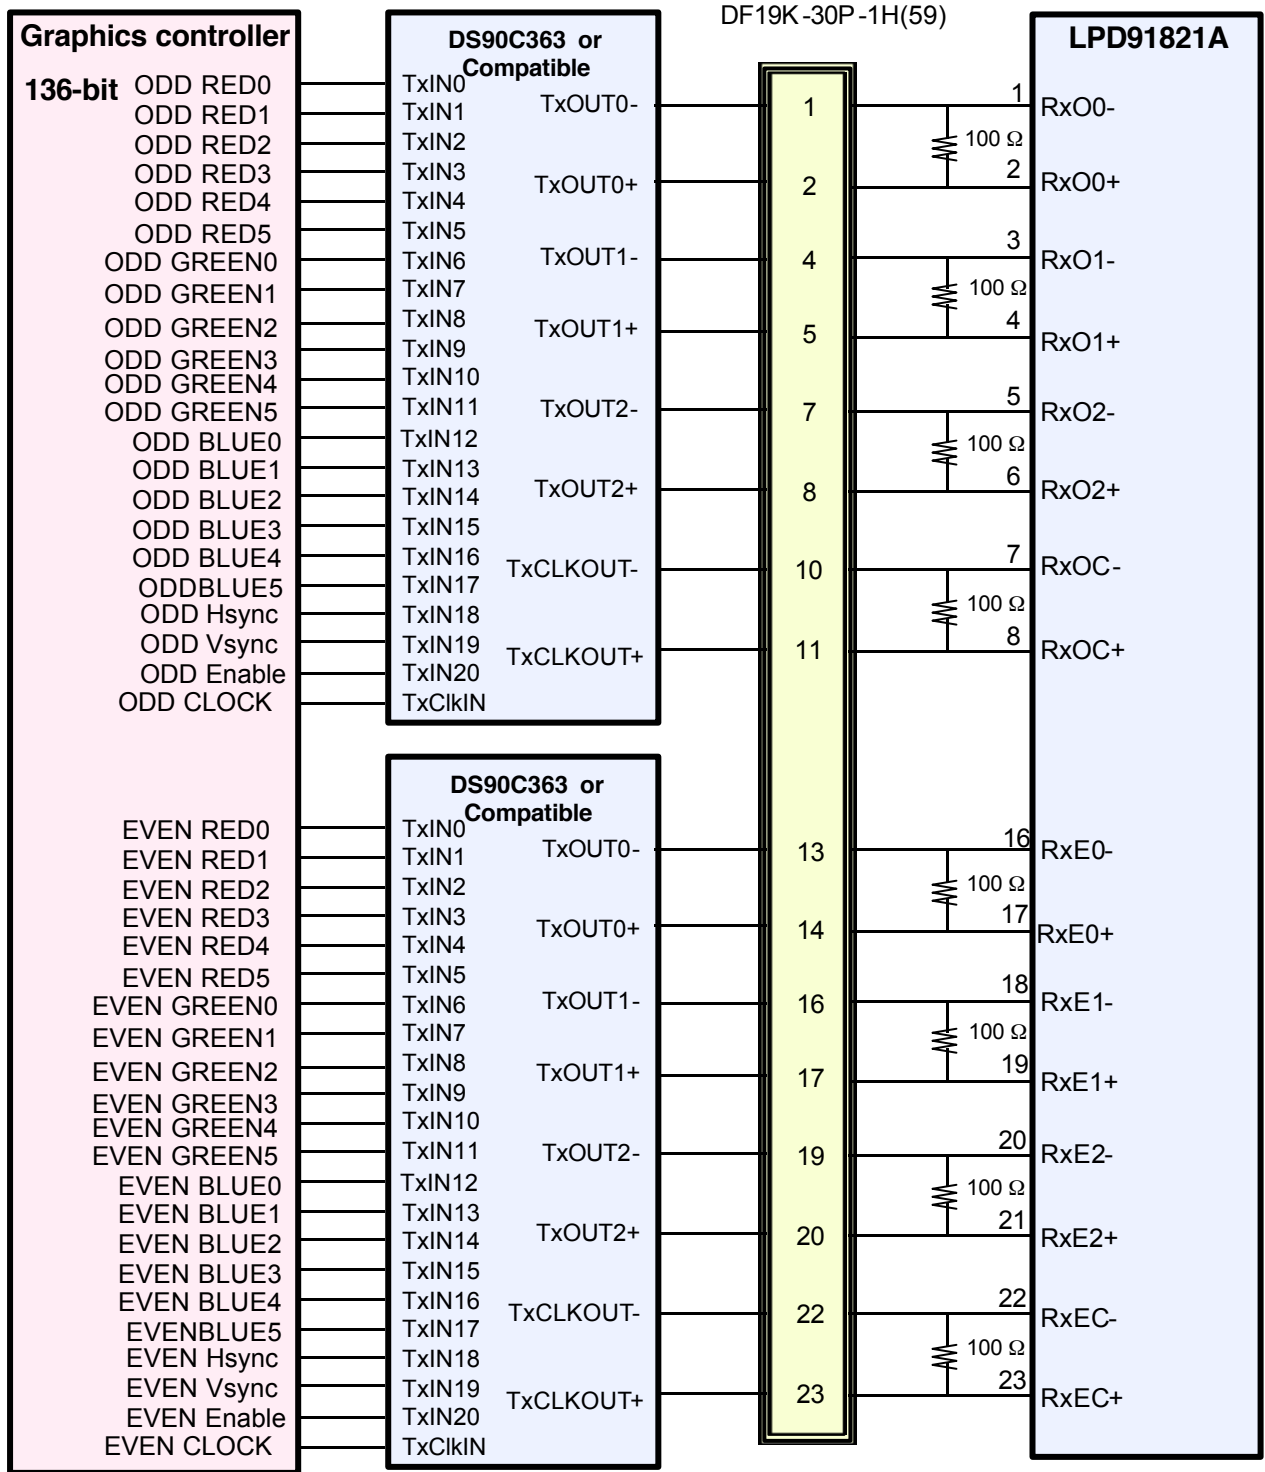 DF19K-30P-1H(59)
Graphics controller
136-bit
ODD RED0
ODD RED1
ODD RED2
ODD RED3
ODD RED4
ODD RED5
ODD GREEN0
ODD GREEN1
ODD GREEN2
ODD GREEN3
ODD GREEN4
ODD GREEN5
ODD BLUE0
ODD BLUE1
ODD BLUE2
ODD BLUE3
ODD BLUE4
ODDBLUE5
ODD Hsync
ODD Vsync
ODD Enable
ODD CLOCK
EVEN RED0
EVEN RED1
EVEN RED2
EVEN RED3
EVEN RED4
EVEN RED5
EVEN GREEN0
EVEN GREEN1
EVEN GREEN2
EVEN GREEN3
EVEN GREEN4
EVEN GREEN5
EVEN BLUE0
EVEN BLUE1
EVEN BLUE2
EVEN BLUE3
EVEN BLUE4
EVENBLUE5
EVEN Hsync
EVEN Vsync
EVEN Enable
EVEN CLOCK
DS90C363 or
Compatible
TxIN0
TxIN1
TxIN2
TxIN3
TxIN4
TxIN5
TxIN6
TxIN7
TxIN8
TxIN9
TxIN10
TxIN11
TxIN12
TxIN13
TxIN14
TxIN15
TxIN16
TxIN17
TxIN18
TxIN19
TxIN20
TxClkIN
TxOUT0-
TxOUT0+
TxOUT1-
TxOUT1+
TxOUT2-
TxOUT2+
TxCLKOUT-
TxCLKOUT+
DS90C363 or
Compatible
TxIN0
TxIN1
TxIN2
TxIN3
TxIN4
TxIN5
TxIN6
TxIN7
TxIN8
TxIN9
TxIN10
TxIN11
TxIN12
TxIN13
TxIN14
TxIN15
TxIN16
TxIN17
TxIN18
TxIN19
TxIN20
TxClkIN
TxOUT0-
TxOUT0+
TxOUT1-
TxOUT1+
TxOUT2-
TxOUT2+
TxCLKOUT-
TxCLKOUT+
1
2
4
5
7
8
10
11
13
14
16
17
19
20
22
23
1
100 Ω
2
3
100 Ω
4
5
100 Ω
6
7
100 Ω
8
16
100 Ω
17
18
100 Ω
19
20
100 Ω
21
22
100 Ω
23
LPD91821A
RxO0-
RxO0+
RxO1-
RxO1+
RxO2-
RxO2+
RxOC-
RxOC+
RxE0-
RxE0+
RxE1-
RxE1+
RxE2-
RxE2+
RxEC-
RxEC+